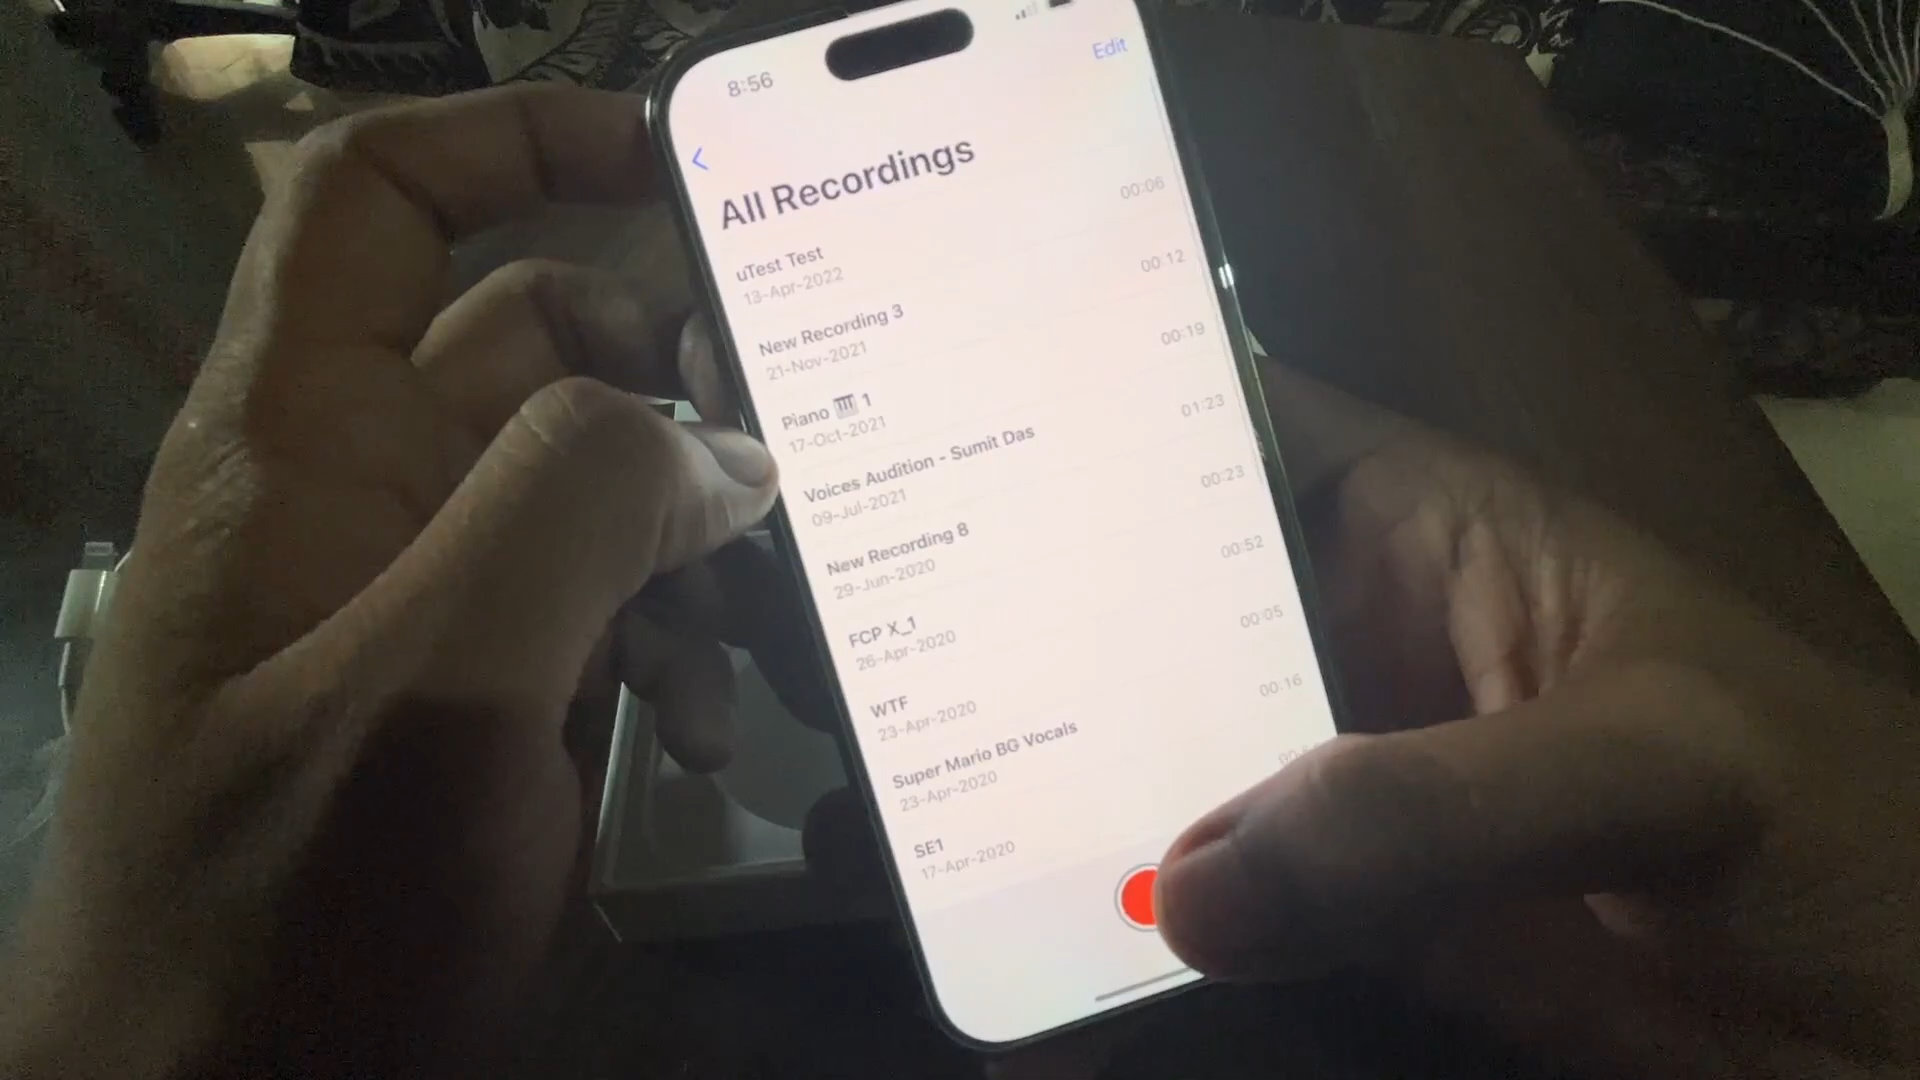 8:56
Edit
All Recordings
uTest Test
13-Apr-2022 00:06
New Recording 3
21-Nov-2021 00:12
Piano 🎹 1
17-Oct-2021 00:19
Voices Audition - Sumit Das
09-Jul-2021 01:23
New Recording 8
29-Jun-2020 00:23
FCP X_1
26-Apr-2020 00:52
WTF
23-Apr-2020 00:05
Super Mario BG Vocals
23-Apr-2020 00:16
SE1
17-Apr-2020